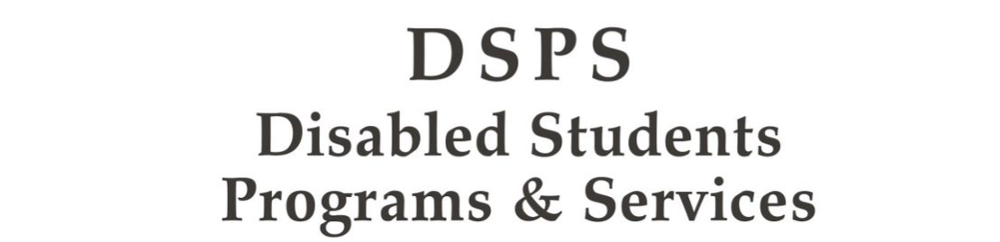 DSPS
Disabled Students
Programs & Services